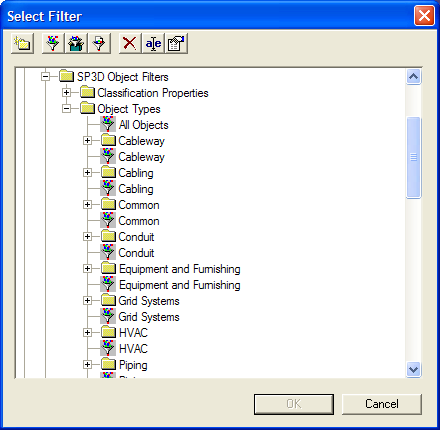 Select Filter
a|e
SP3D Object Filters
Classification Properties
Object Types
All Objects
Cableway
Cableway
Cabling
Cabling
Common
Common
Conduit
Conduit
Equipment and Furnishing
Equipment and Furnishing
Grid Systems
Grid Systems
HVAC
HVAC
Piping
OK
Cancel